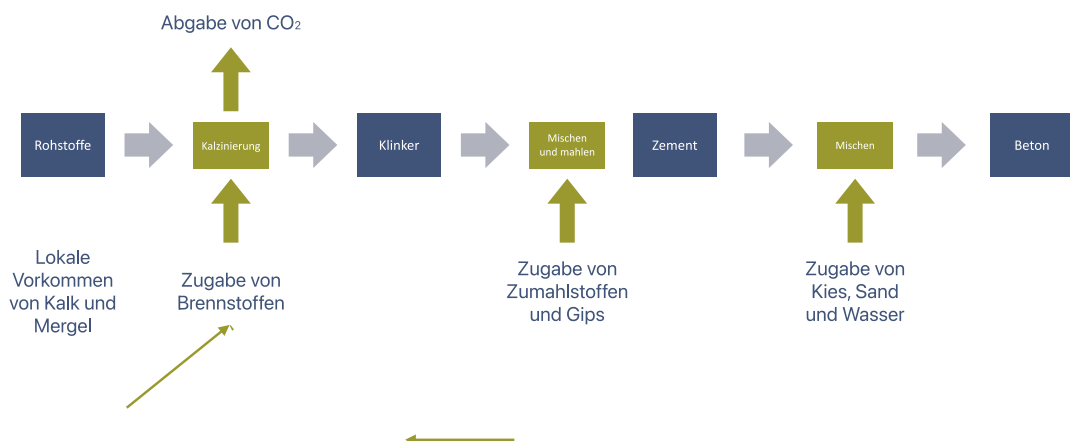 Abgabe von CO₂
Rohstoffe
Kalzinierung
Klinker
Mischen
und mahlen
Zement
Mischen
Beton
Lokale
Vorkommen
von Kalk und
Mergel
Zugabe von
Brennstoffen
Zugabe von
Zumahlstoffen
und Gips
Zugabe von
Kies, Sand
und Wasser